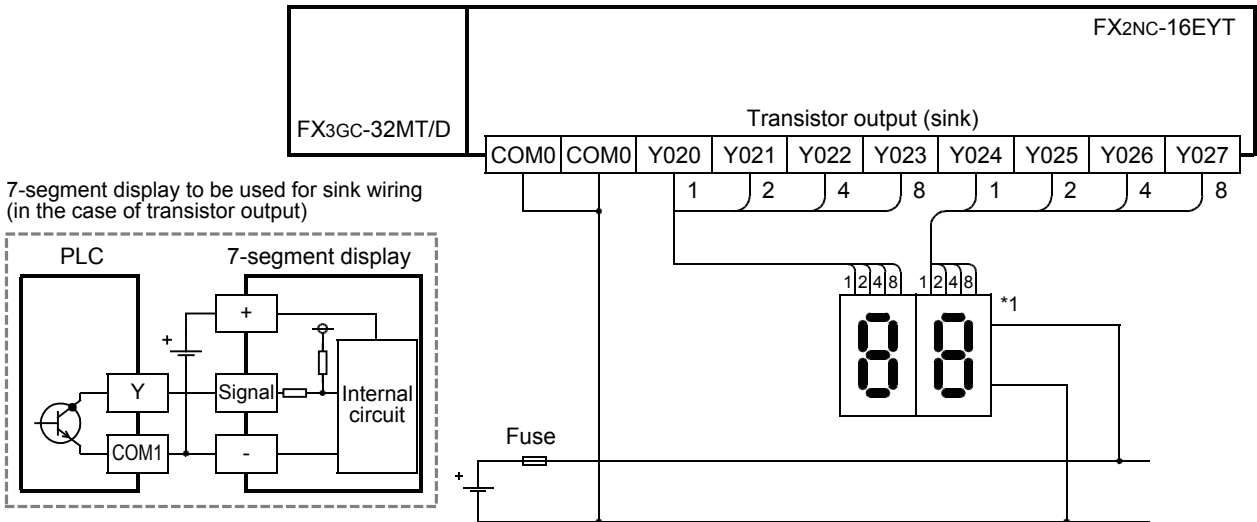 FX2NC-16EYT
FX3GC-32MT/D
Transistor output (sink)
COM0 COM0 Y020 Y021 Y022 Y023 Y024 Y025 Y026 Y027
1 2 4 8 1 2 4 8
7-segment display to be used for sink wiring
(in the case of transistor output)
PLC 7-segment display
+
+
Y Signal Internal
circuit
COM1 -
1 2 4 8 1 2 4 8
*1
88
Fuse
+